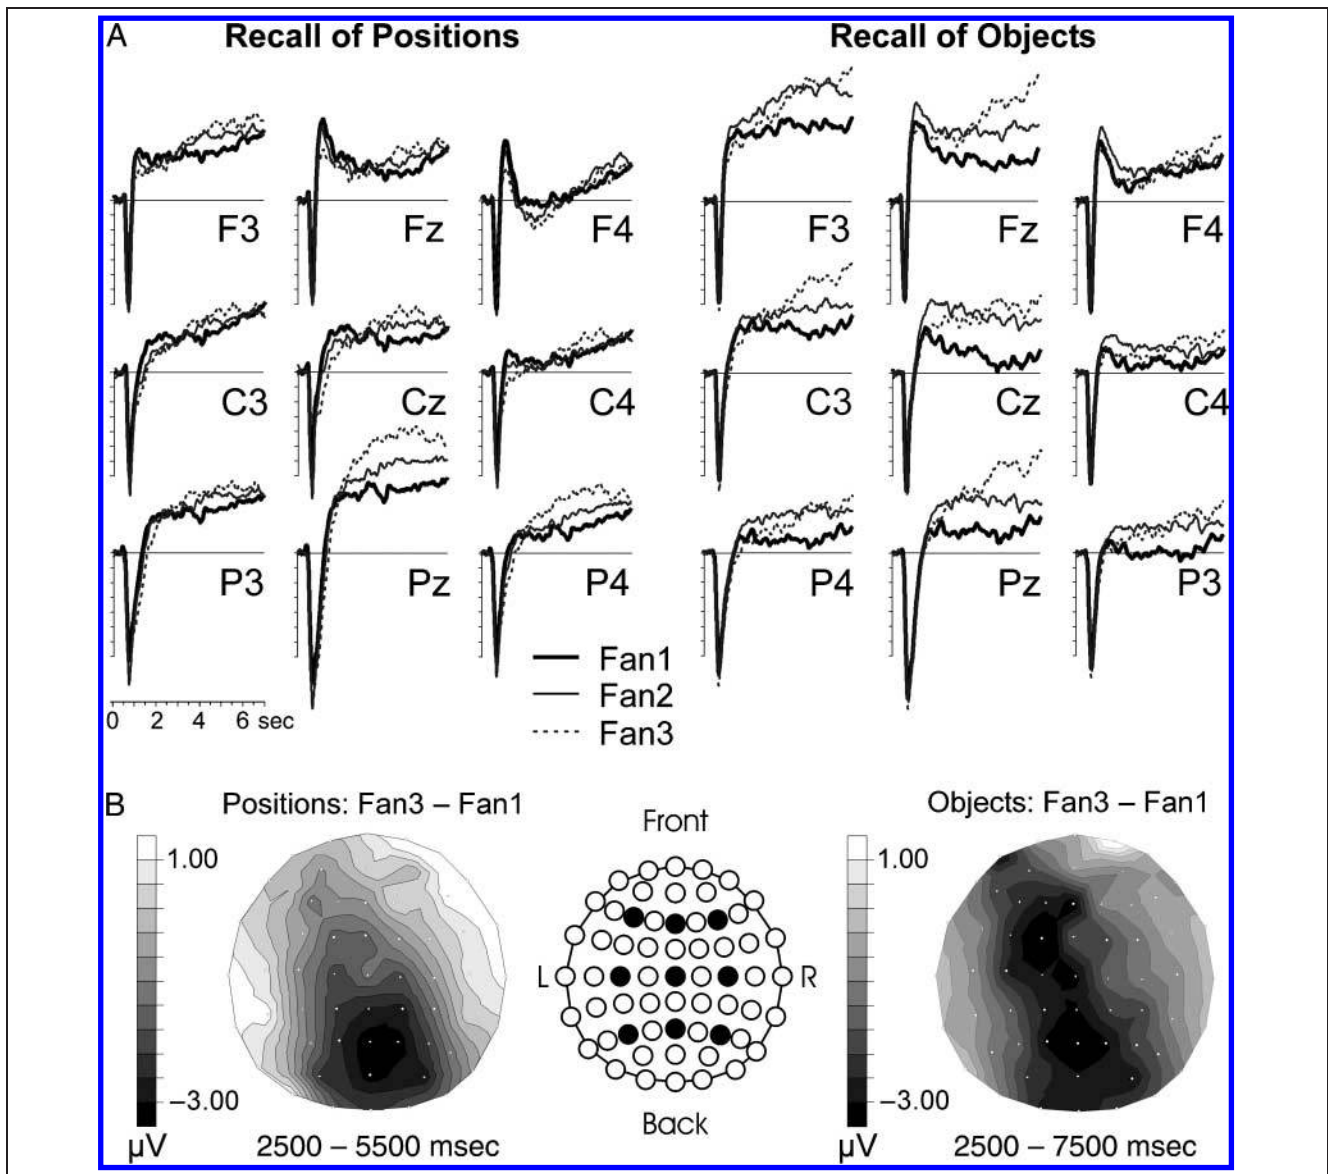 A Recall of Positions Recall of Objects
F3 Fz F4 F3 Fz F4
C3 Cz C4 C3 Cz C4
P3 Pz P4 P4 Pz P3
Fan1
Fan2
Fan3
0 2 4 6 sec
B Positions: Fan3 – Fan1 Objects: Fan3 – Fan1
Front
1.00 1.00
L R
–3.00 –3.00
Back
µV 2500 – 5500 msec µV 2500 – 7500 msec